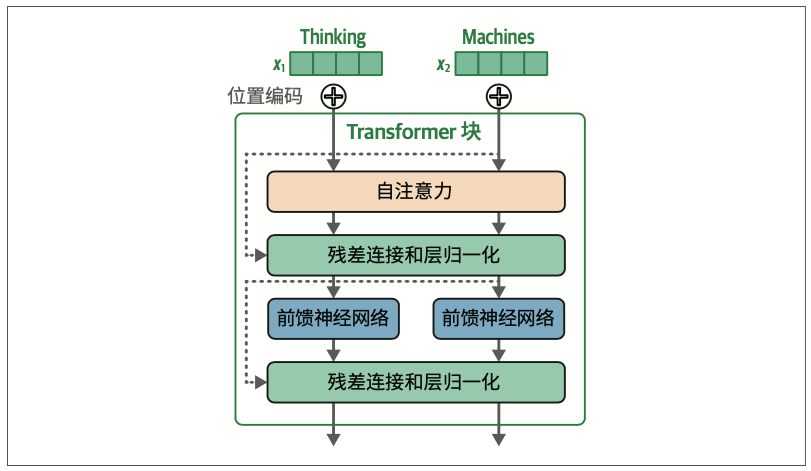 Thinking Machines
x₁ x₂
位置编码
Transformer 块
自注意力
残差连接和层归一化
前馈神经网络 前馈神经网络
残差连接和层归一化